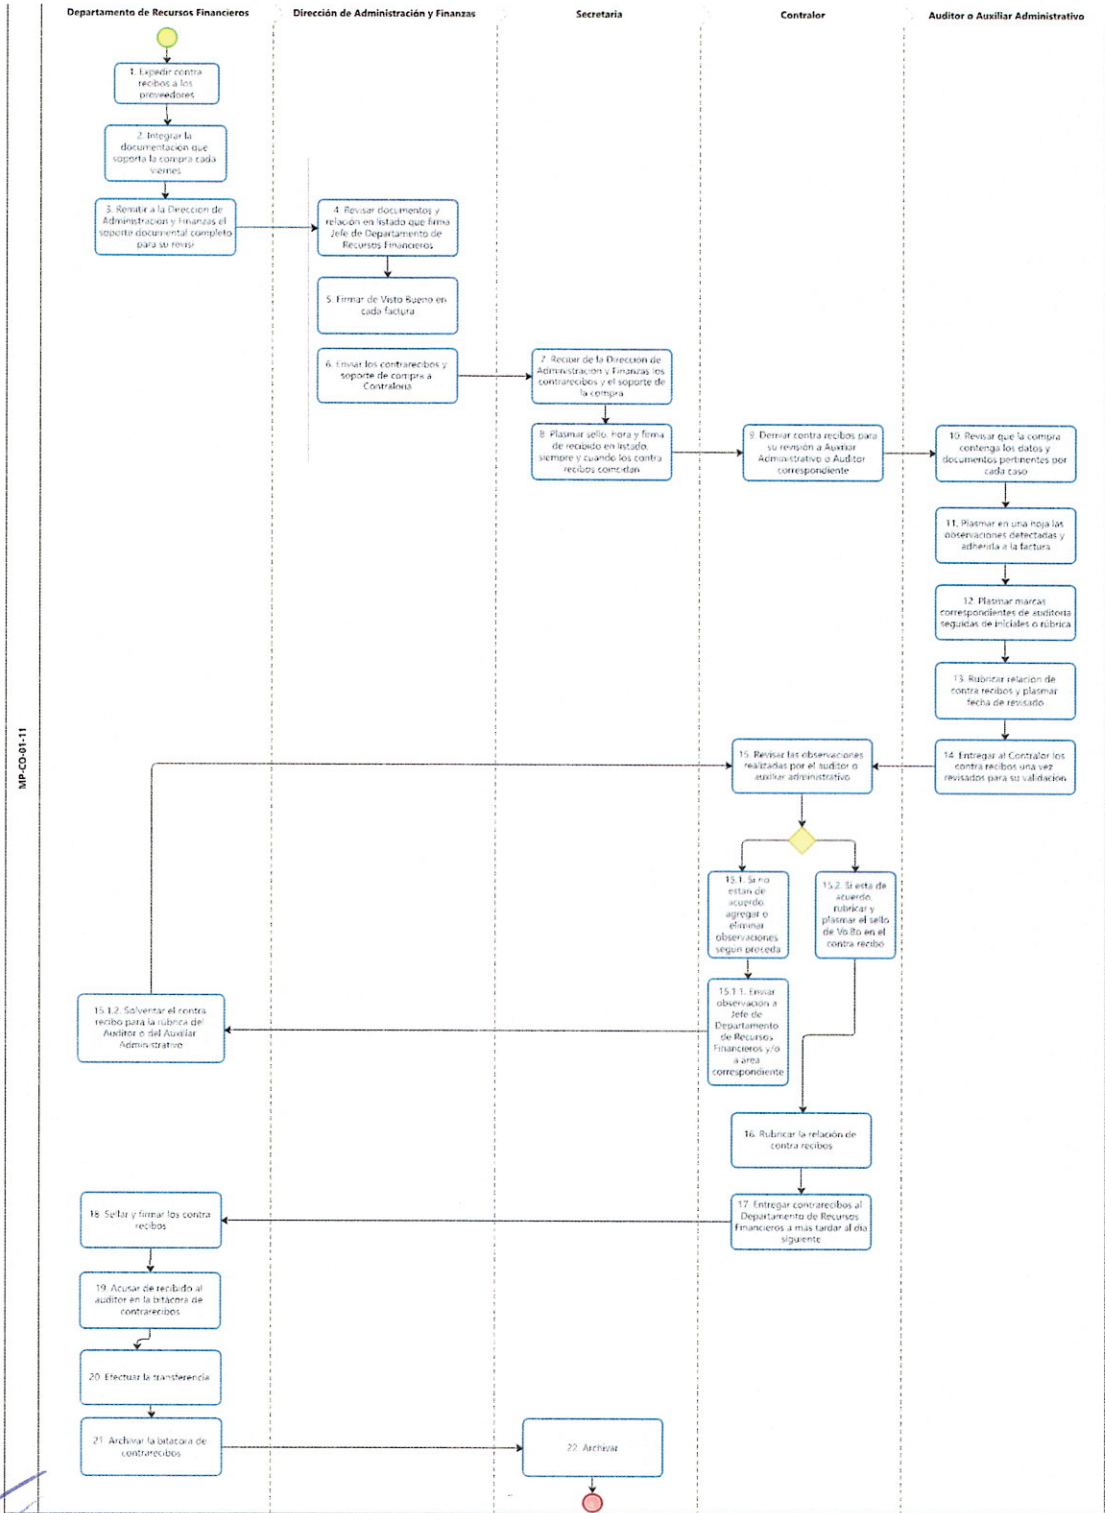 Departamento de Recursos Financieros
Dirección de Administración y Finanzas
Secretaria
Contralor
Auditor o Auxiliar Administrativo
MP-CO-01-11
1. Expedir contra
recibos a los
proveedores
2. Integrar la
documentación que
soporta la compra cada
viernes
3. Remitir a la Dirección de
Administración y Finanzas el
soporte documental completo
para su revisi
4. Revisar documentos y
relación en listado que firma
Jefe de Departamento de
Recursos Financieros
5. Firmar de Visto Bueno en
cada factura
6. Enviar los contrarecibos y
soporte de compra a
Contraloria
7. Recibir de la Dirección de
Administración y Finanzas los
contrarecibos y el soporte de
la compra
8. Plasmar sello, hora y firma
de recibido en listado,
siempre y cuando los contra
recibos coincidan
9. Derivar contra recibos para
su revisión a Auxiliar
Administrativo o Auditor
correspondiente
10. Revisar que la compra
contenga los datos y
documentos pertinentes por
cada caso
11. Plasmar en una hoja las
observaciones detectadas y
adherirla a la factura
12. Plasmar marcas
correspondientes de auditoria
seguidas de iniciales o rúbrica
13. Rubricar relación de
contra recibos y plasmar
fecha de revisado
14. Entregar al Contralor los
contra recibos una vez
revisados para su validación
15. Revisar las observaciones
realizadas por el auditor o
auxiliar administrativo
15.1. Si no
están de
acuerdo
agregar o
eliminar
observaciones
según proceda
15.2. Si esta de
acuerdo,
rubricar y
plasmar el sello
de Vo.Bo en el
contra recibo
15.1.1. Enviar
observación a
Jefe de
Departamento
de Recursos
Financieros y/o
a área
correspondiente
15.1.2. Solventar el contra
recibo para la rúbrica del
Auditor o del Auxiliar
Administrativo
16. Rubricar la relación de
contra recibos
17. Entregar contrarecibos al
Departamento de Recursos
Financieros a más tardar al día
siguiente
18. Sellar y firmar los contra
recibos
19. Acusar de recibido al
auditor en la bitácora de
contrarecibos
20. Efectuar la transferencia
21. Archivar la bitácora de
contrarecibos
22. Archivar